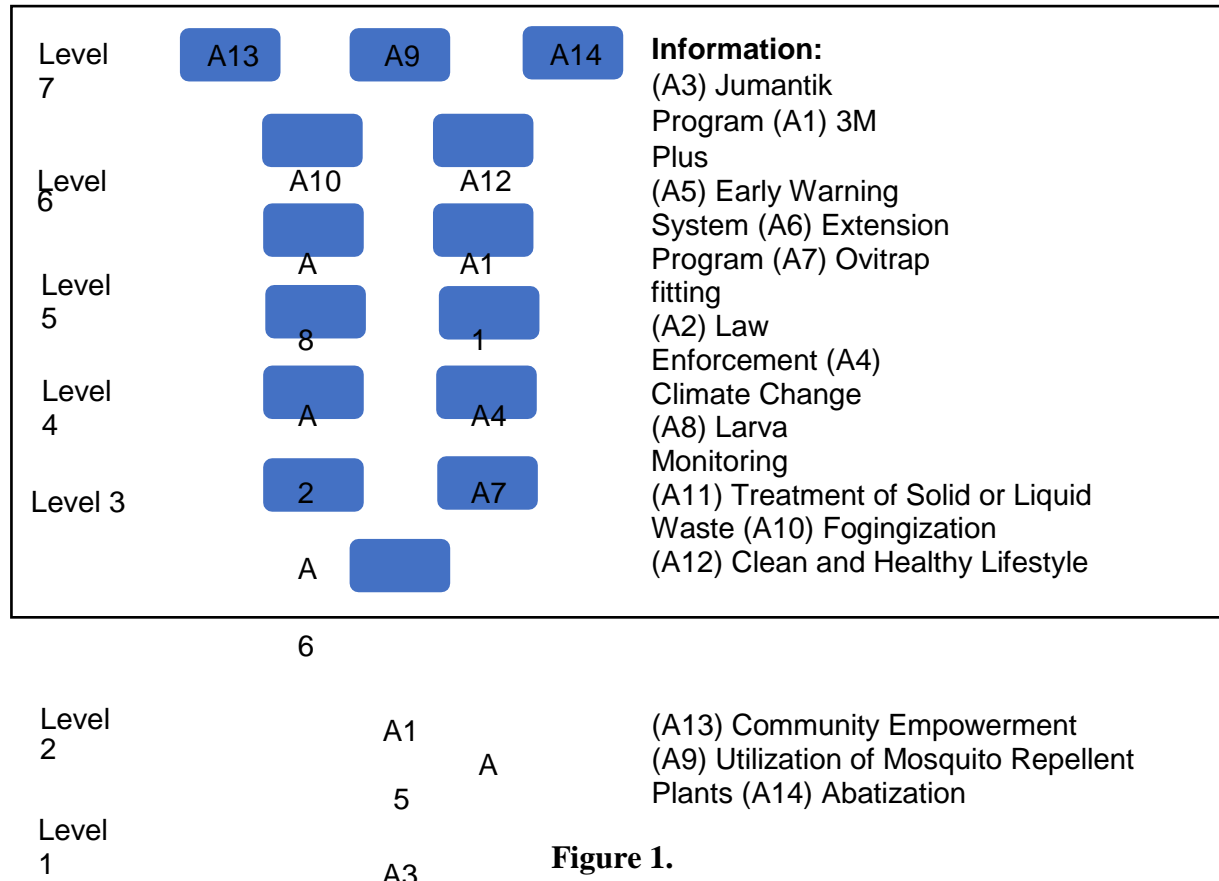 Level
7
A13
A9
A14
Level
6
A10
A12
Level
5
A
8
A1
1
Level
4
A
2
A4
Level 3
A7
A
6
Level
2
A1
5
A
Level
1
A3
Information:
(A3) Jumantik
Program (A1) 3M
Plus
(A5) Early Warning
System (A6) Extension
Program (A7) Ovitrap
fitting
(A2) Law
Enforcement (A4)
Climate Change
(A8) Larva
Monitoring
(A11) Treatment of Solid or Liquid
Waste (A10) Fogingization
(A12) Clean and Healthy Lifestyle
(A13) Community Empowerment
(A9) Utilization of Mosquito Repellent
Plants (A14) Abatization
Figure 1.